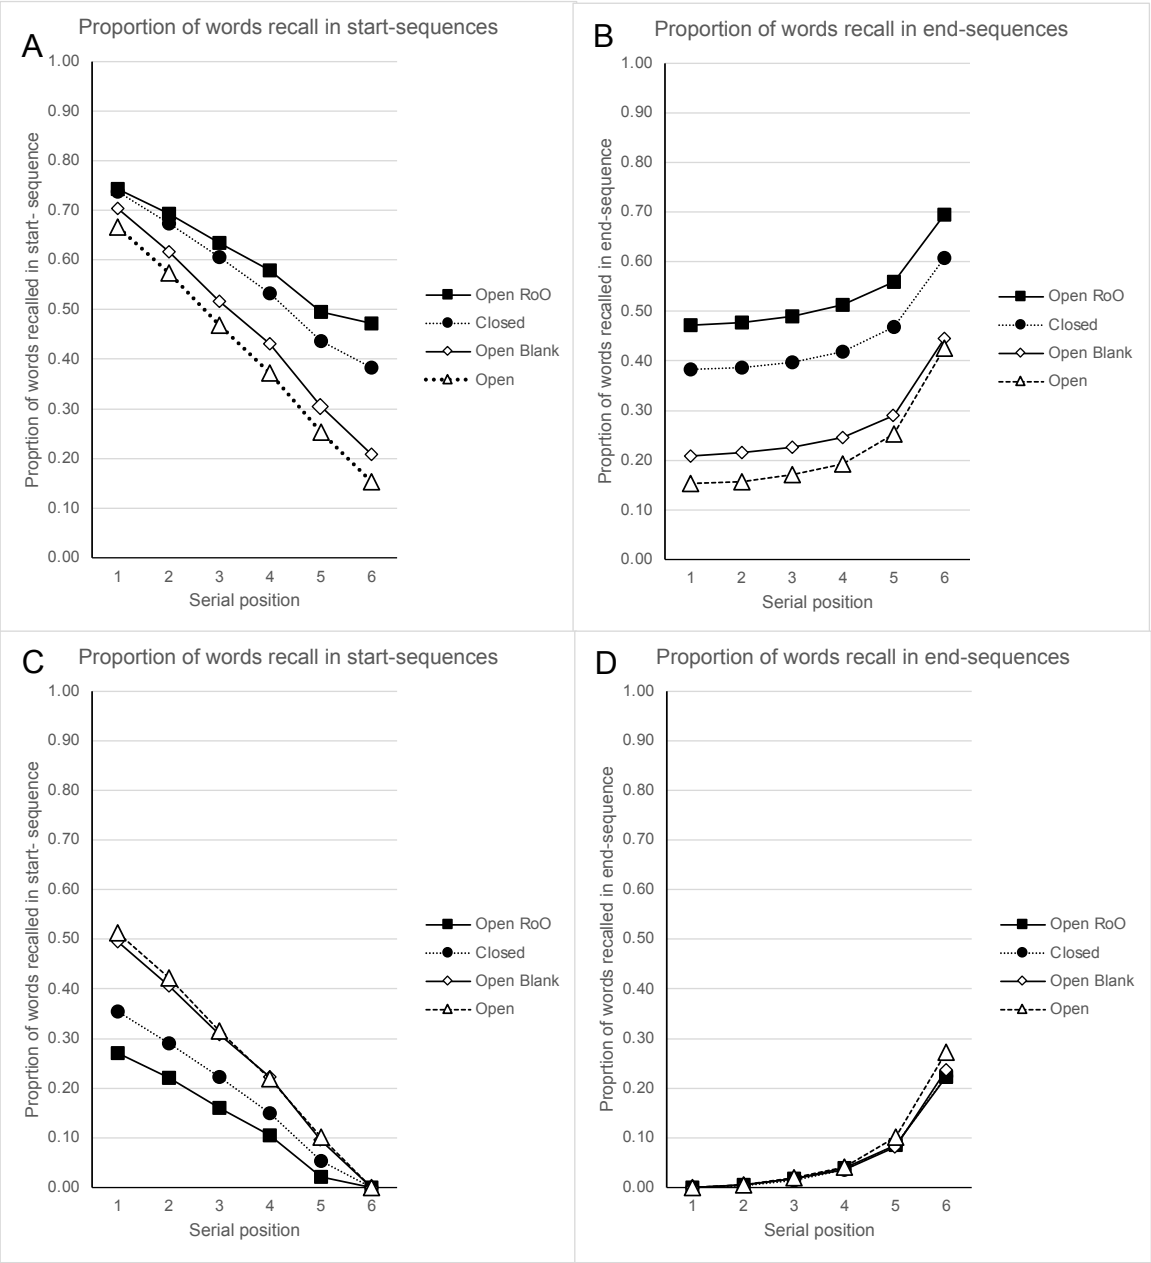 A
Proportion of words recall in start-sequences
Proprtion of words recalled in start- sequence
1.00
0.90
0.80
0.70
0.60
0.50
0.40
0.30
0.20
0.10
0.00
1 2 3 4 5 6
Serial position
Open RoO
Closed
Open Blank
Open
B
Proportion of words recall in end-sequences
Proprtion of words recalled in end-sequence
1.00
0.90
0.80
0.70
0.60
0.50
0.40
0.30
0.20
0.10
0.00
1 2 3 4 5 6
Serial position
Open RoO
Closed
Open Blank
Open
C
Proportion of words recall in start-sequences
Proprtion of words recalled in start- sequence
1.00
0.90
0.80
0.70
0.60
0.50
0.40
0.30
0.20
0.10
0.00
1 2 3 4 5 6
Serial position
Open RoO
Closed
Open Blank
Open
D
Proportion of words recall in end-sequences
Proprtion of words recalled in end-sequence
1.00
0.90
0.80
0.70
0.60
0.50
0.40
0.30
0.20
0.10
0.00
1 2 3 4 5 6
Serial position
Open RoO
Closed
Open Blank
Open